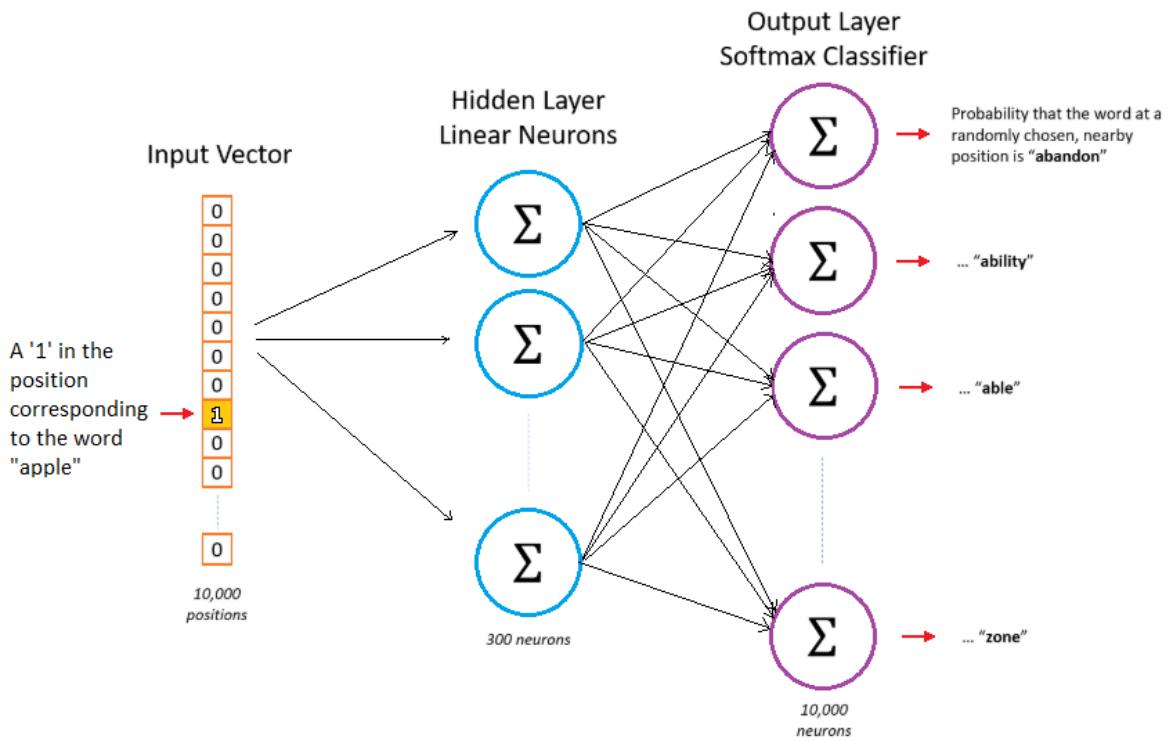 Output Layer
Softmax Classifier
Hidden Layer
Linear Neurons
Input Vector
0
0
0
0
0
0
0
1
0
0
0
A '1' in the
position
corresponding
to the word
"apple"
10,000
positions
Σ
Σ
Σ
300 neurons
Σ
Σ
Σ
Σ
10,000
neurons
Probability that the word at a
randomly chosen, nearby
position is “abandon”
... “ability”
... “able”
... “zone”